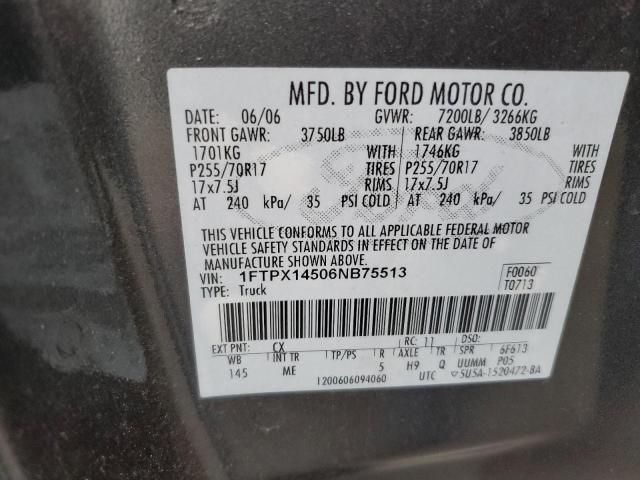 MFD. BY FORD MOTOR CO.
DATE: 06/06 GVWR: 7200LB/ 3266KG
FRONT GAWR: 3750LB REAR GAWR: 3850LB
1701KG WITH 1746KG WITH
P255/70R17 TIRES P255/70R17 TIRES
17x7.5J RIMS 17x7.5J RIMS
AT 240 kPa/ 35 PSI COLD AT 240 kPa/ 35 PSI COLD
THIS VEHICLE CONFORMS TO ALL APPLICABLE FEDERAL MOTOR
VEHICLE SAFETY STANDARDS IN EFFECT ON THE DATE OF
MANUFACTURE SHOWN ABOVE.
VIN: 1FTPX14506NB75513 F0060
TYPE: Truck T0713
EXT PNT: CX RC: 11 DSO:
WB INT TR TP/PS R AXLE TR SPR 6F613
145 ME 5 H9 Q UUMM P05
1200606094060 UTC ▽5U5A-1520472-BA
Ford